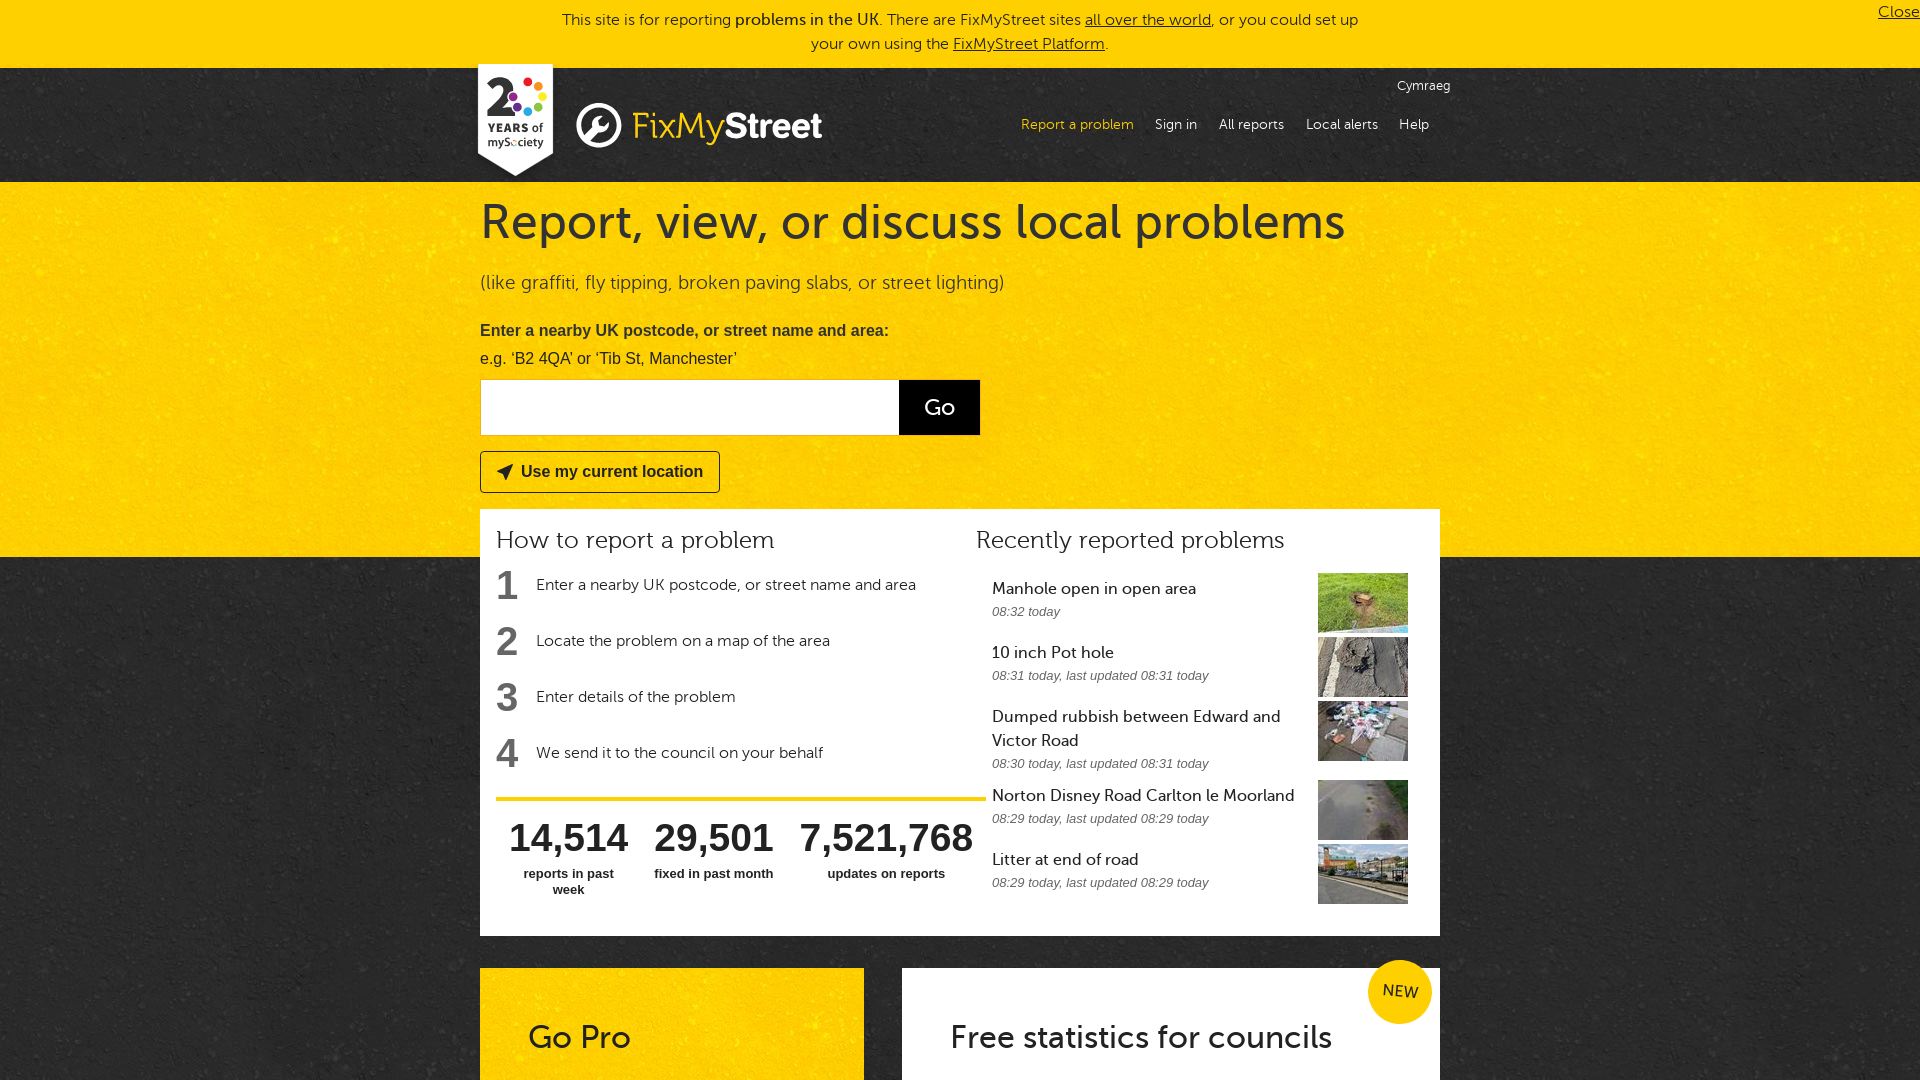 This site is for reporting problems in the UK. There are FixMyStreet sites all over the world, or you could set up
your own using the FixMyStreet Platform.
Close
20
YEARS of
mySociety
FixMyStreet
Cymraeg
Report a problem
Sign in
All reports
Local alerts
Help
Report, view, or discuss local problems
(like graffiti, fly tipping, broken paving slabs, or street lighting)
Enter a nearby UK postcode, or street name and area:
e.g. ‘B2 4QA’ or ‘Tib St, Manchester’
Go
Use my current location
How to report a problem
1 Enter a nearby UK postcode, or street name and area
2 Locate the problem on a map of the area
3 Enter details of the problem
4 We send it to the council on your behalf
14,514
reports in past
week
29,501
fixed in past month
7,521,768
updates on reports
Recently reported problems
Manhole open in open area
08:32 today
10 inch Pot hole
08:31 today, last updated 08:31 today
Dumped rubbish between Edward and
Victor Road
08:30 today, last updated 08:31 today
Norton Disney Road Carlton le Moorland
08:29 today, last updated 08:29 today
Litter at end of road
08:29 today, last updated 08:29 today
Go Pro
NEW
Free statistics for councils